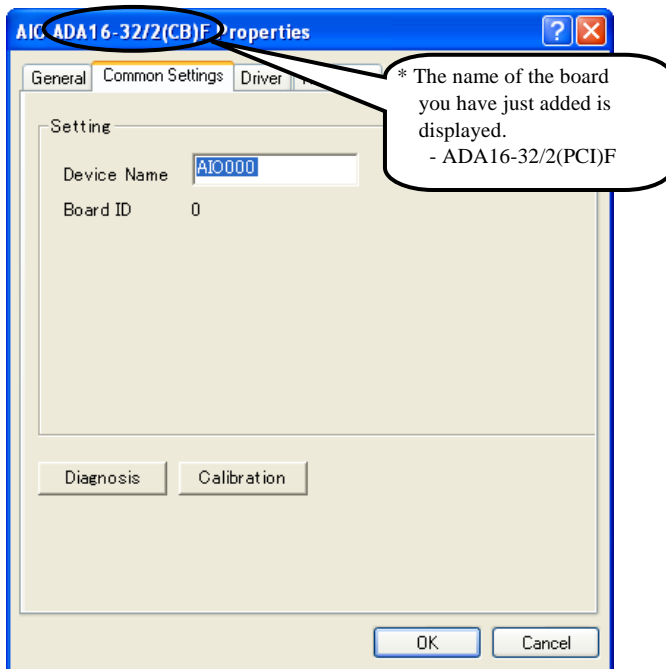 AIO ADA16-32/2(CB)F Properties
* The name of the board
you have just added is
displayed.
- ADA16-32/2(PCI)F
General Common Settings Driver
Setting
Device Name AIO000
Board ID 0
Diagnosis Calibration
OK Cancel